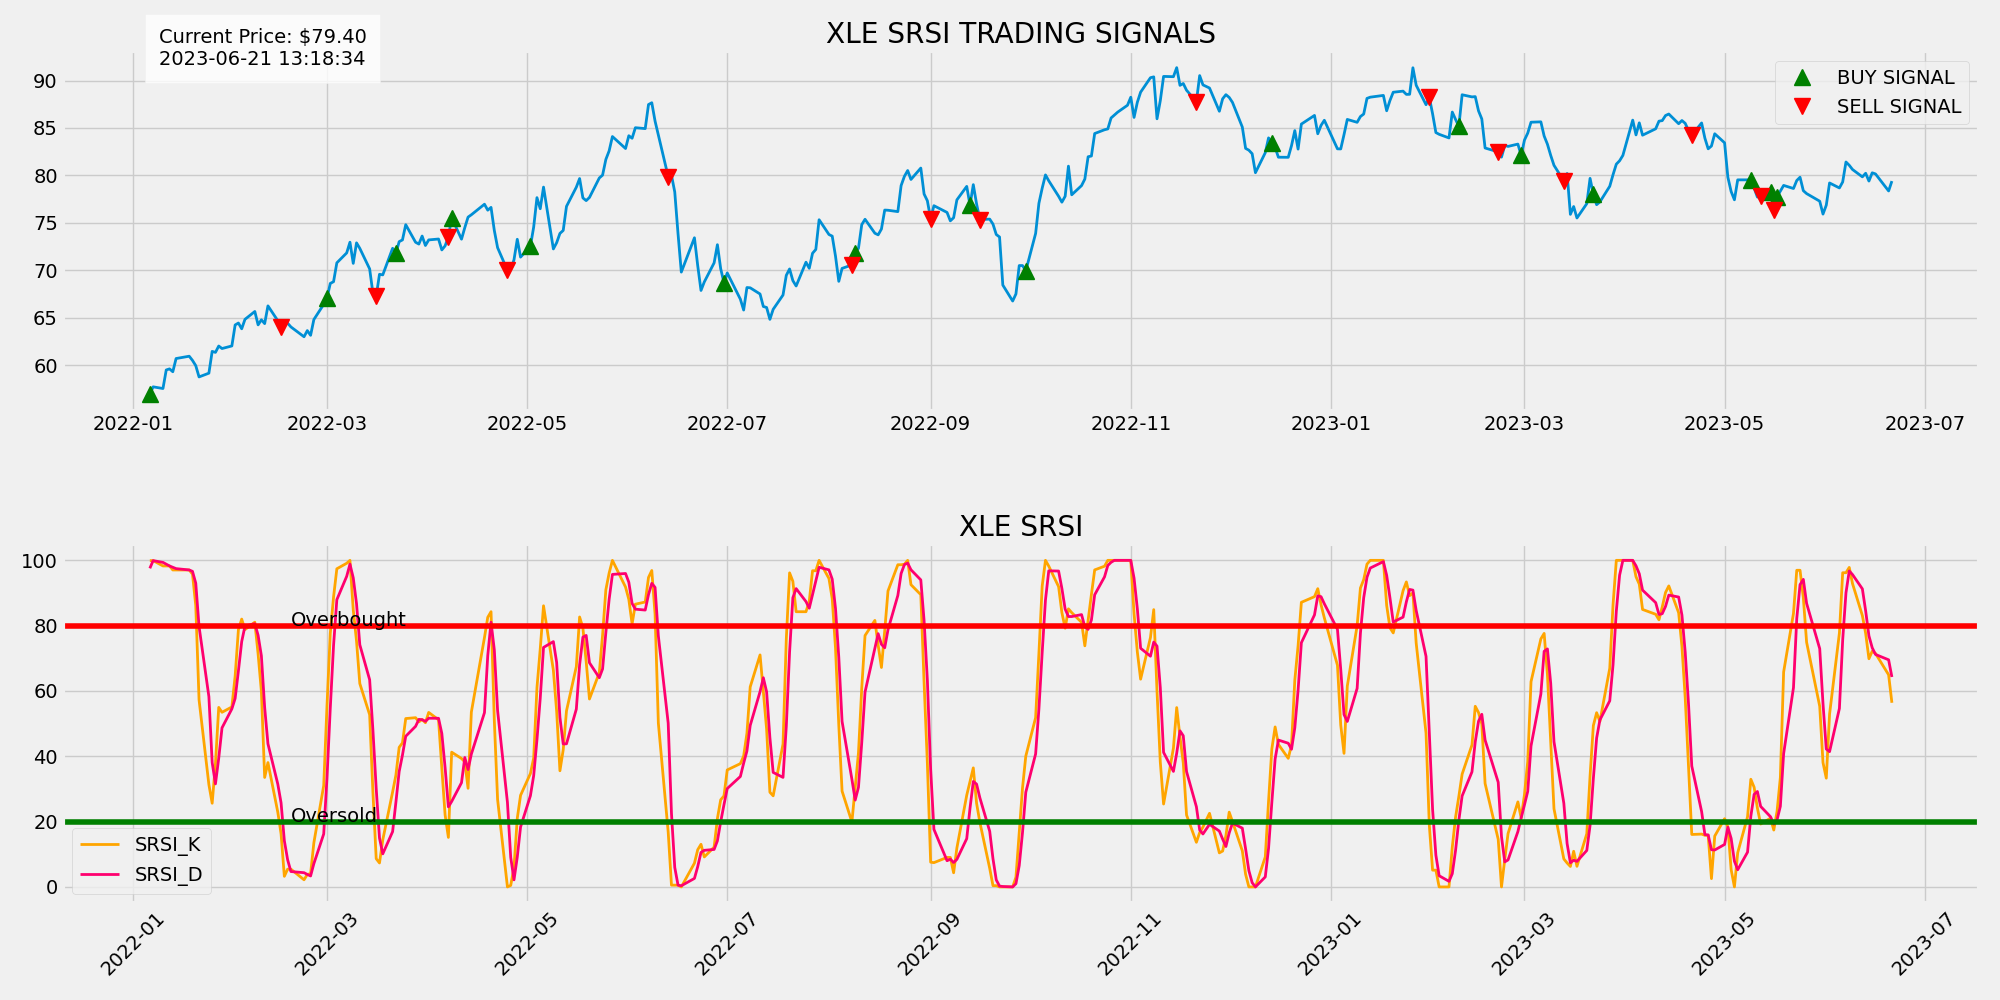 XLE SRSI TRADING SIGNALS
Current Price: $79.40
2023-06-21 13:18:34
BUY SIGNAL
SELL SIGNAL
90
85
80
75
70
65
60
2022-01 2022-03 2022-05 2022-07 2022-09 2022-11 2023-01 2023-03 2023-05 2023-07
XLE SRSI
100
80
60
40
20
0
Overbought
Oversold
SRSI_K
SRSI_D
2022-01 2022-03 2022-05 2022-07 2022-09 2022-11 2023-01 2023-03 2023-05 2023-07